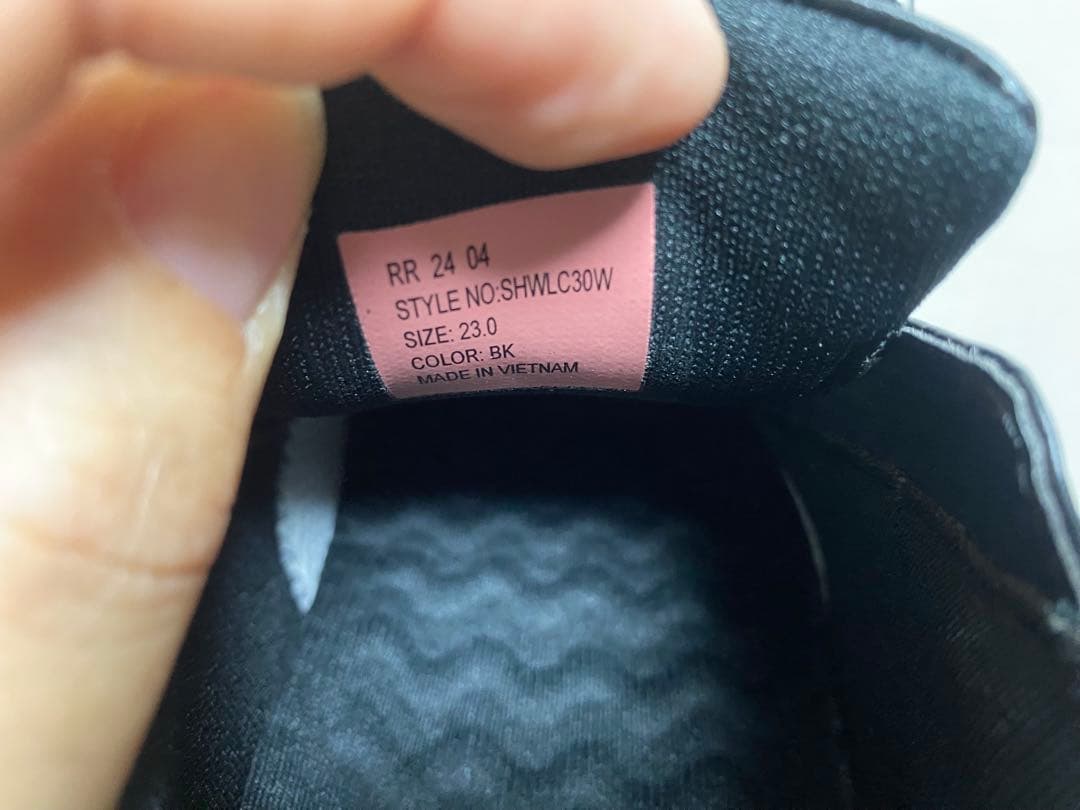 RR 24 04
STYLE NO:SHWLC30W
SIZE: 23.0
COLOR: BK
MADE IN VIETNAM